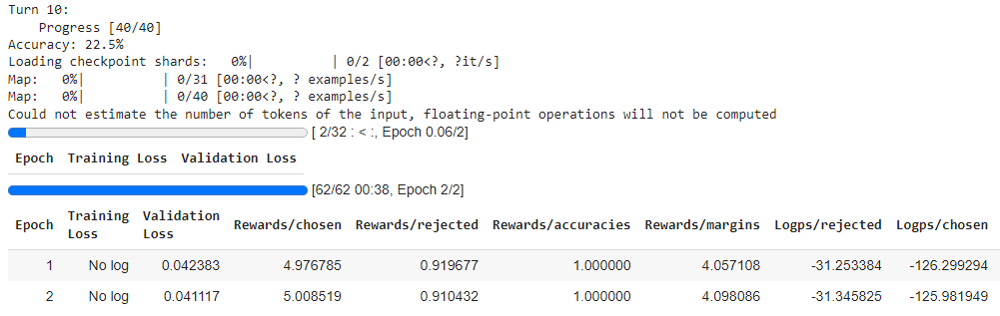 Turn 10:
Progress [40/40]
Accuracy: 22.5%
Loading checkpoint shards:   0%|          | 0/2 [00:00<?, ?it/s]
Map:   0%|          | 0/31 [00:00<?, ? examples/s]
Map:   0%|          | 0/40 [00:00<?, ? examples/s]
Could not estimate the number of tokens of the input, floating-point operations will not be computed
[ 2/32 : < :, Epoch 0.06/2]
Epoch Training Loss Validation Loss
[62/62 00:38, Epoch 2/2]
Epoch Training Loss Validation Loss Rewards/chosen Rewards/rejected Rewards/accuracies Rewards/margins Logps/rejected Logps/chosen
1 No log 0.042383 4.976785 0.919677 1.000000 4.057108 -31.253384 -126.299294
2 No log 0.041117 5.008519 0.910432 1.000000 4.098086 -31.345825 -125.981949